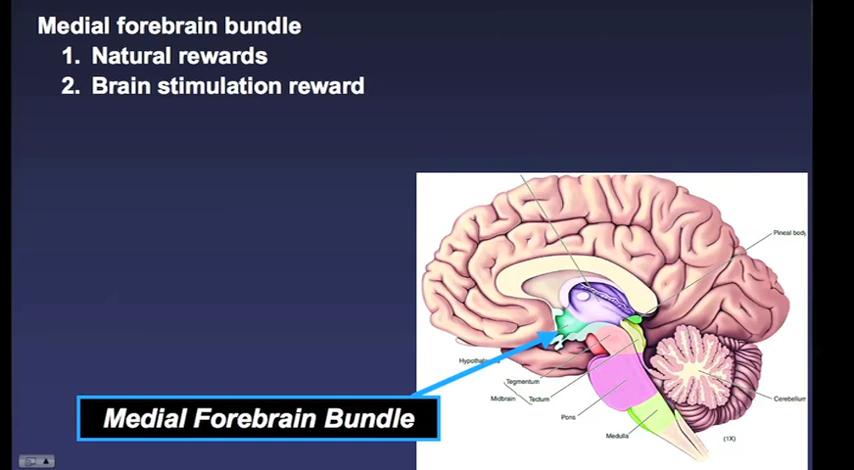 Medial forebrain bundle
1. Natural rewards
2. Brain stimulation reward
Pineal body
Hypothal
Tegmentum
Midbrain
Tectum
Cerebellum
Pons
Medulla
(1X)
Medial Forebrain Bundle